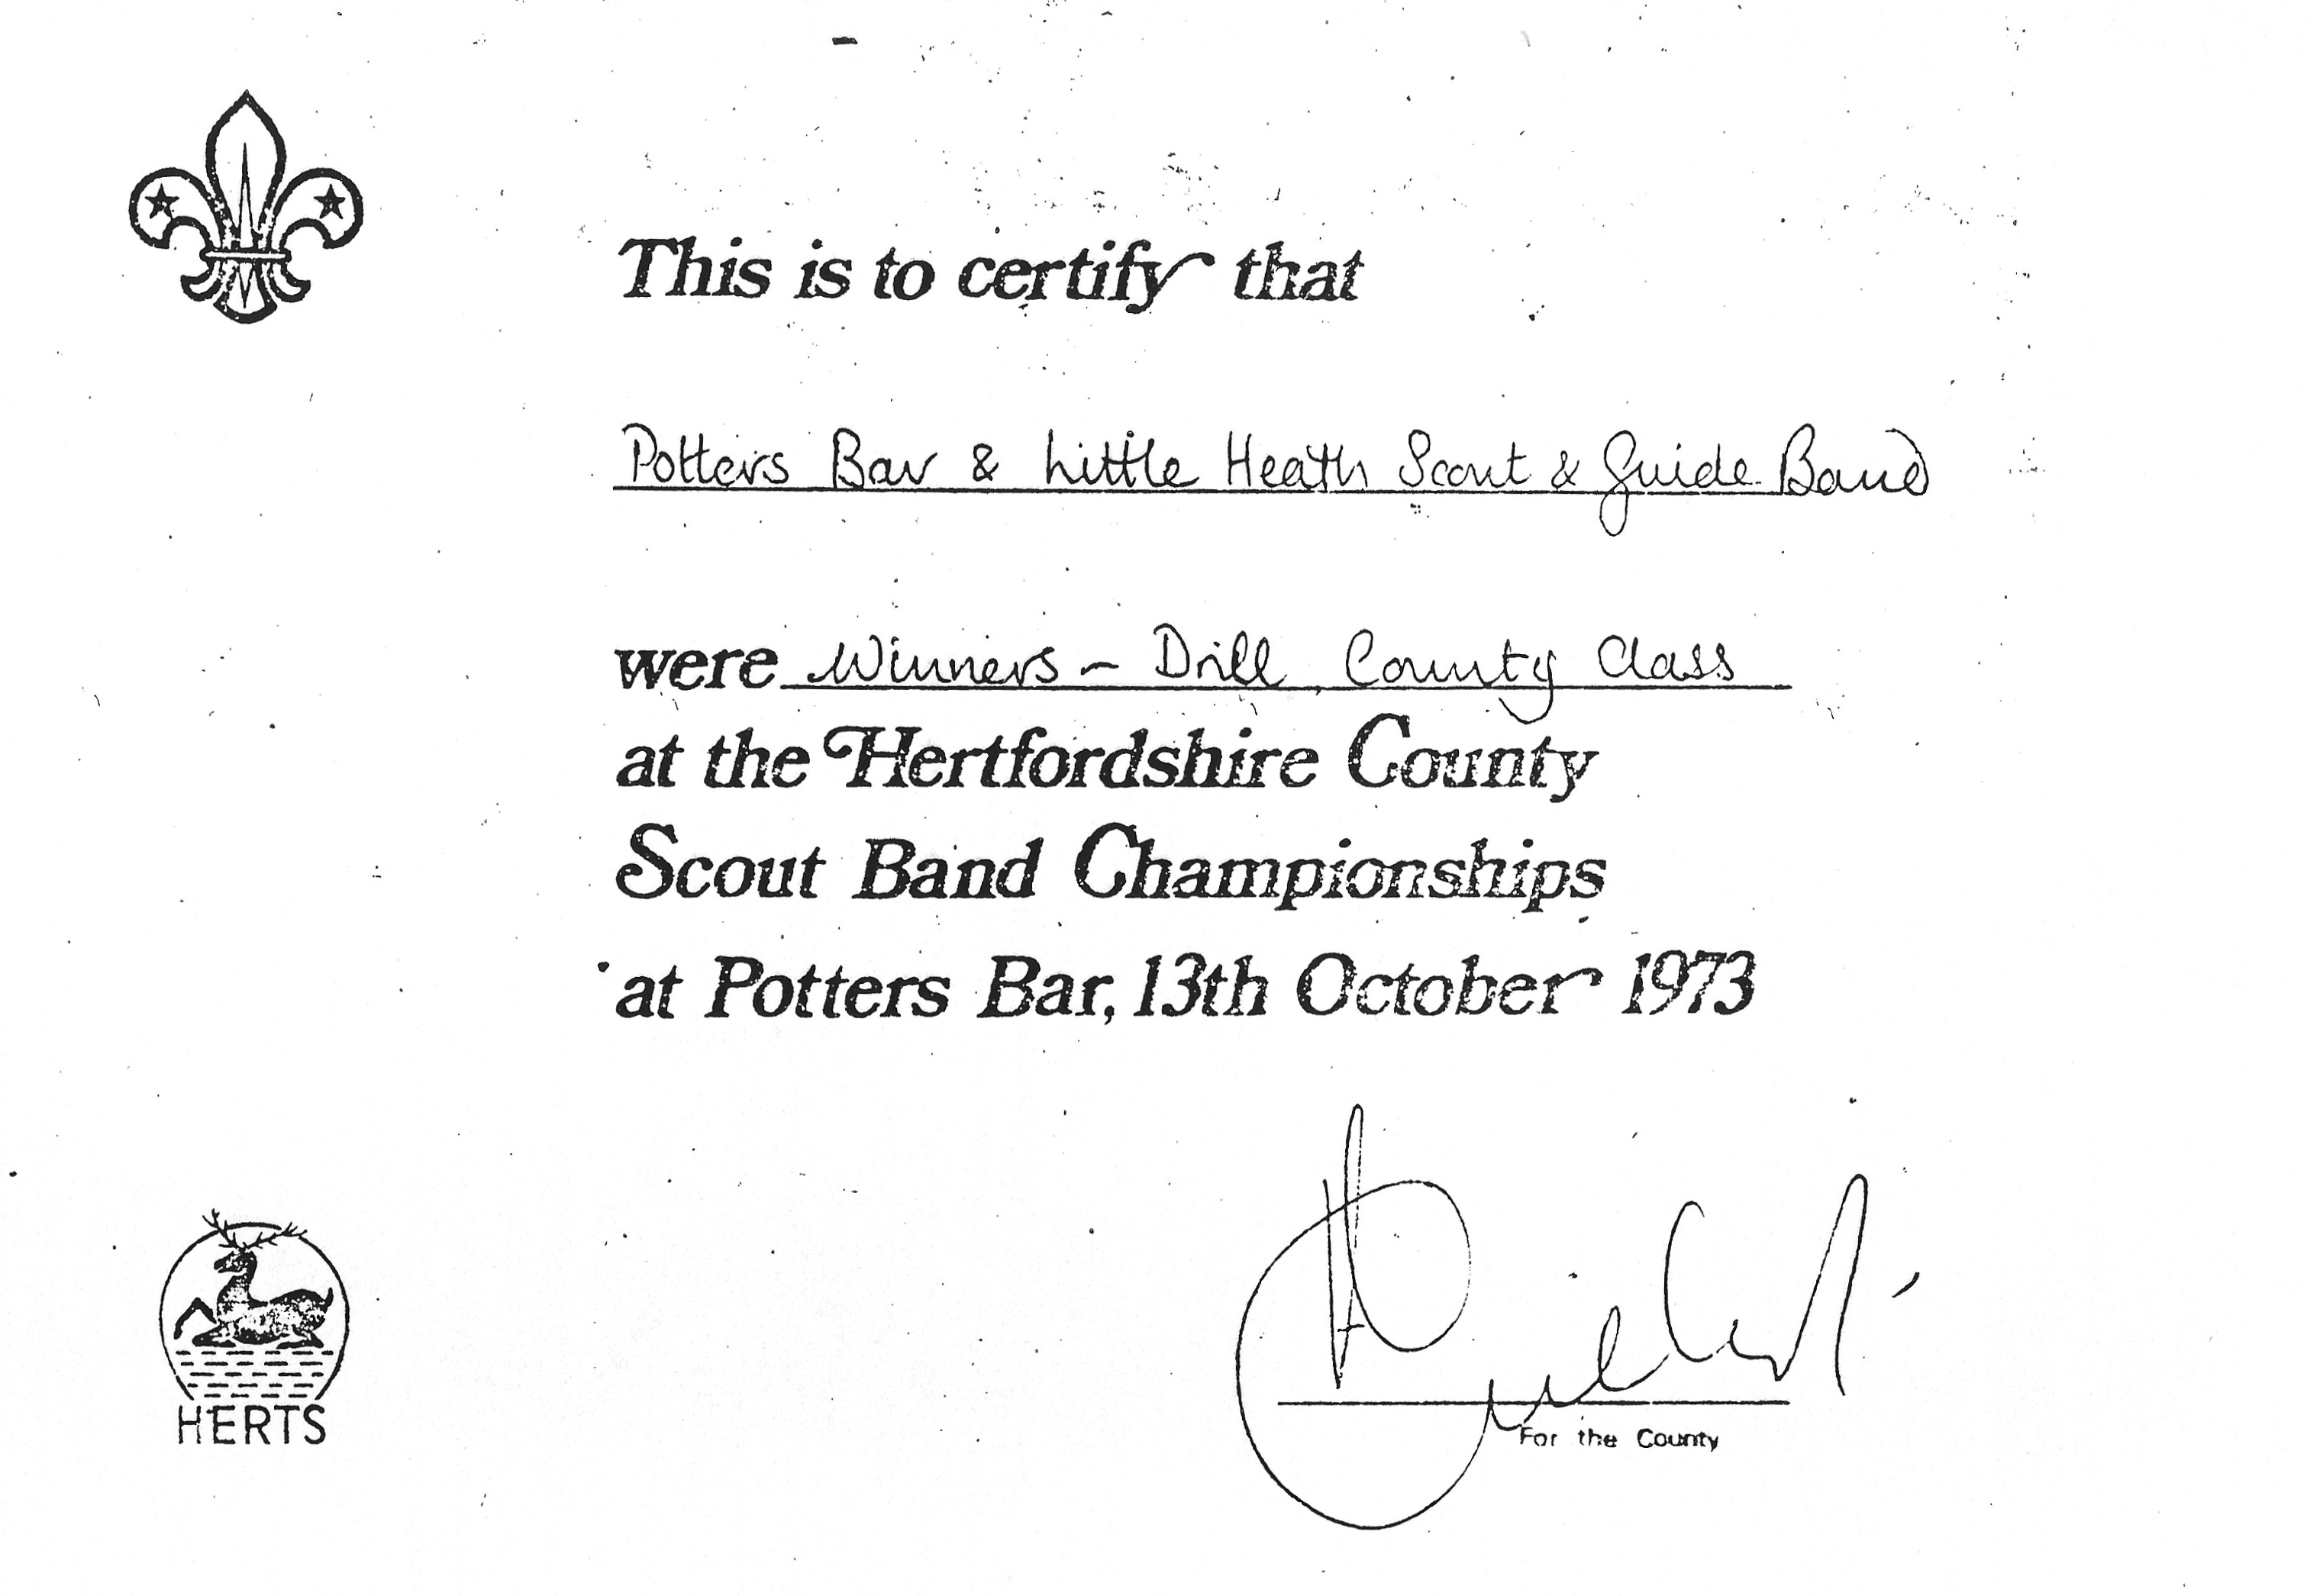 This is to certify that
Potters Bar & Little Heath Scout & Guide Band
were Winners - Drill County Class
at the Hertfordshire County
Scout Band Championships
at Potters Bar, 13th October 1973
For the County
HERTS